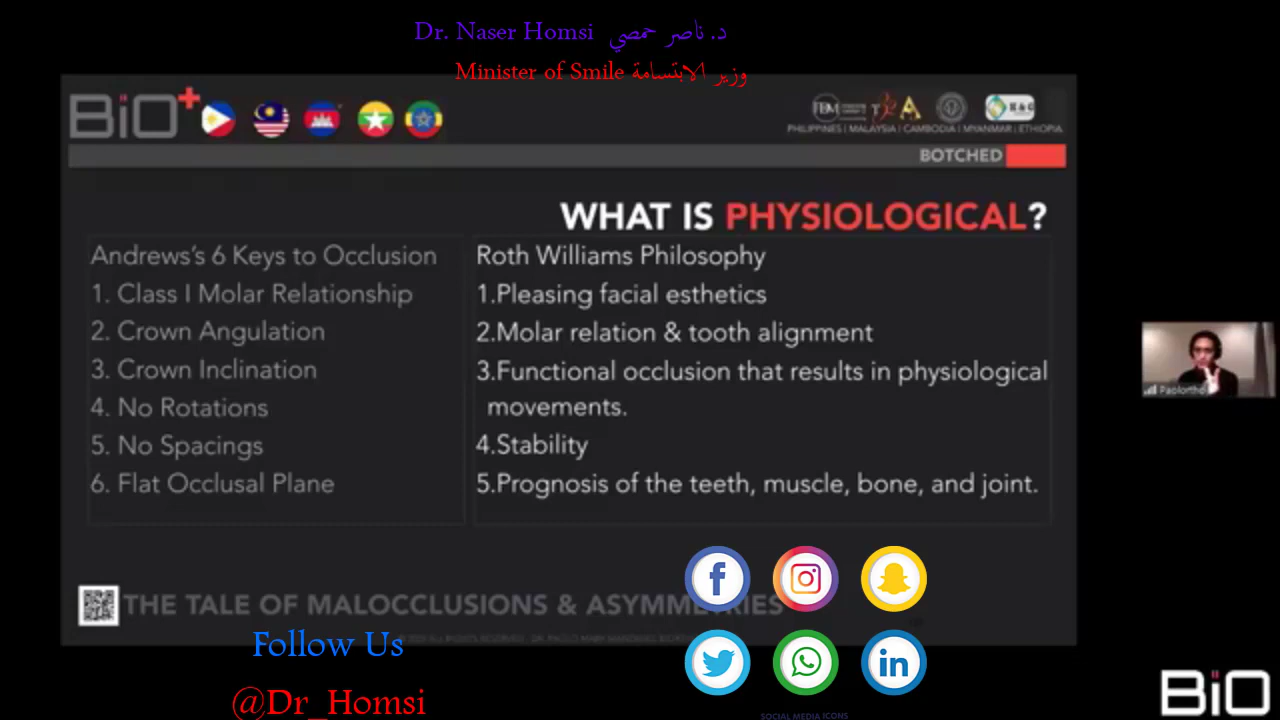 Dr. Naser Homsi د. ناصر حمصي
Minister of Smile وزير الابتسامة
BiO+
PHILIPPINES | MALAYSIA | CAMBODIA | MYANMAR | ETHIOPIA
BOTCHED
WHAT IS PHYSIOLOGICAL?
Andrews's 6 Keys to Occlusion
1. Class I Molar Relationship
2. Crown Angulation
3. Crown Inclination
4. No Rotations
5. No Spacings
6. Flat Occlusal Plane
Roth Williams Philosophy
1.Pleasing facial esthetics
2.Molar relation & tooth alignment
3.Functional occlusion that results in physiological
movements.
4.Stability
5.Prognosis of the teeth, muscle, bone, and joint.
THE TALE OF MALOCCLUSIONS & ASYMMETRIES
Follow Us
@Dr_Homsi
SOCIAL MEDIA ICONS
BiO